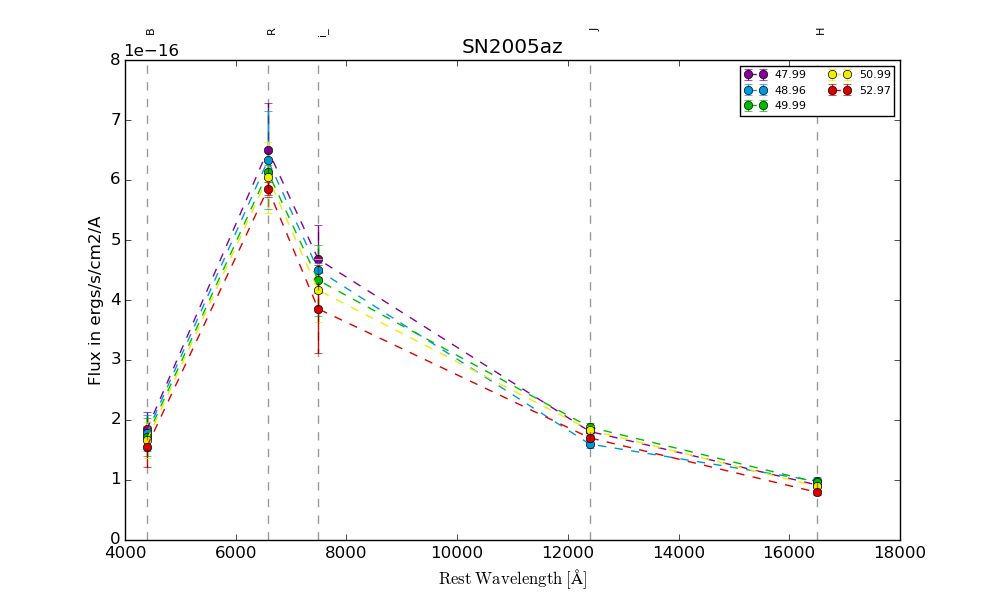 B R i_ J H
1e−16 SN2005az
8
7
6
5
4
3
2
1
0
Flux in ergs/s/cm2/A
47.99 50.99
48.96 52.97
49.99
4000 6000 8000 10000 12000 14000 16000 18000
Rest Wavelength [Å]